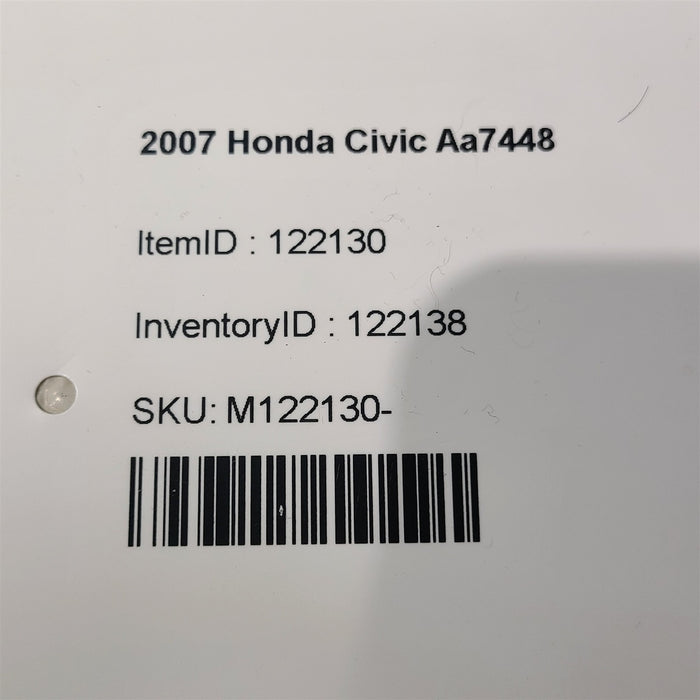 2007 Honda Civic Aa7448
ItemID : 122130
InventoryID : 122138
SKU: M122130-